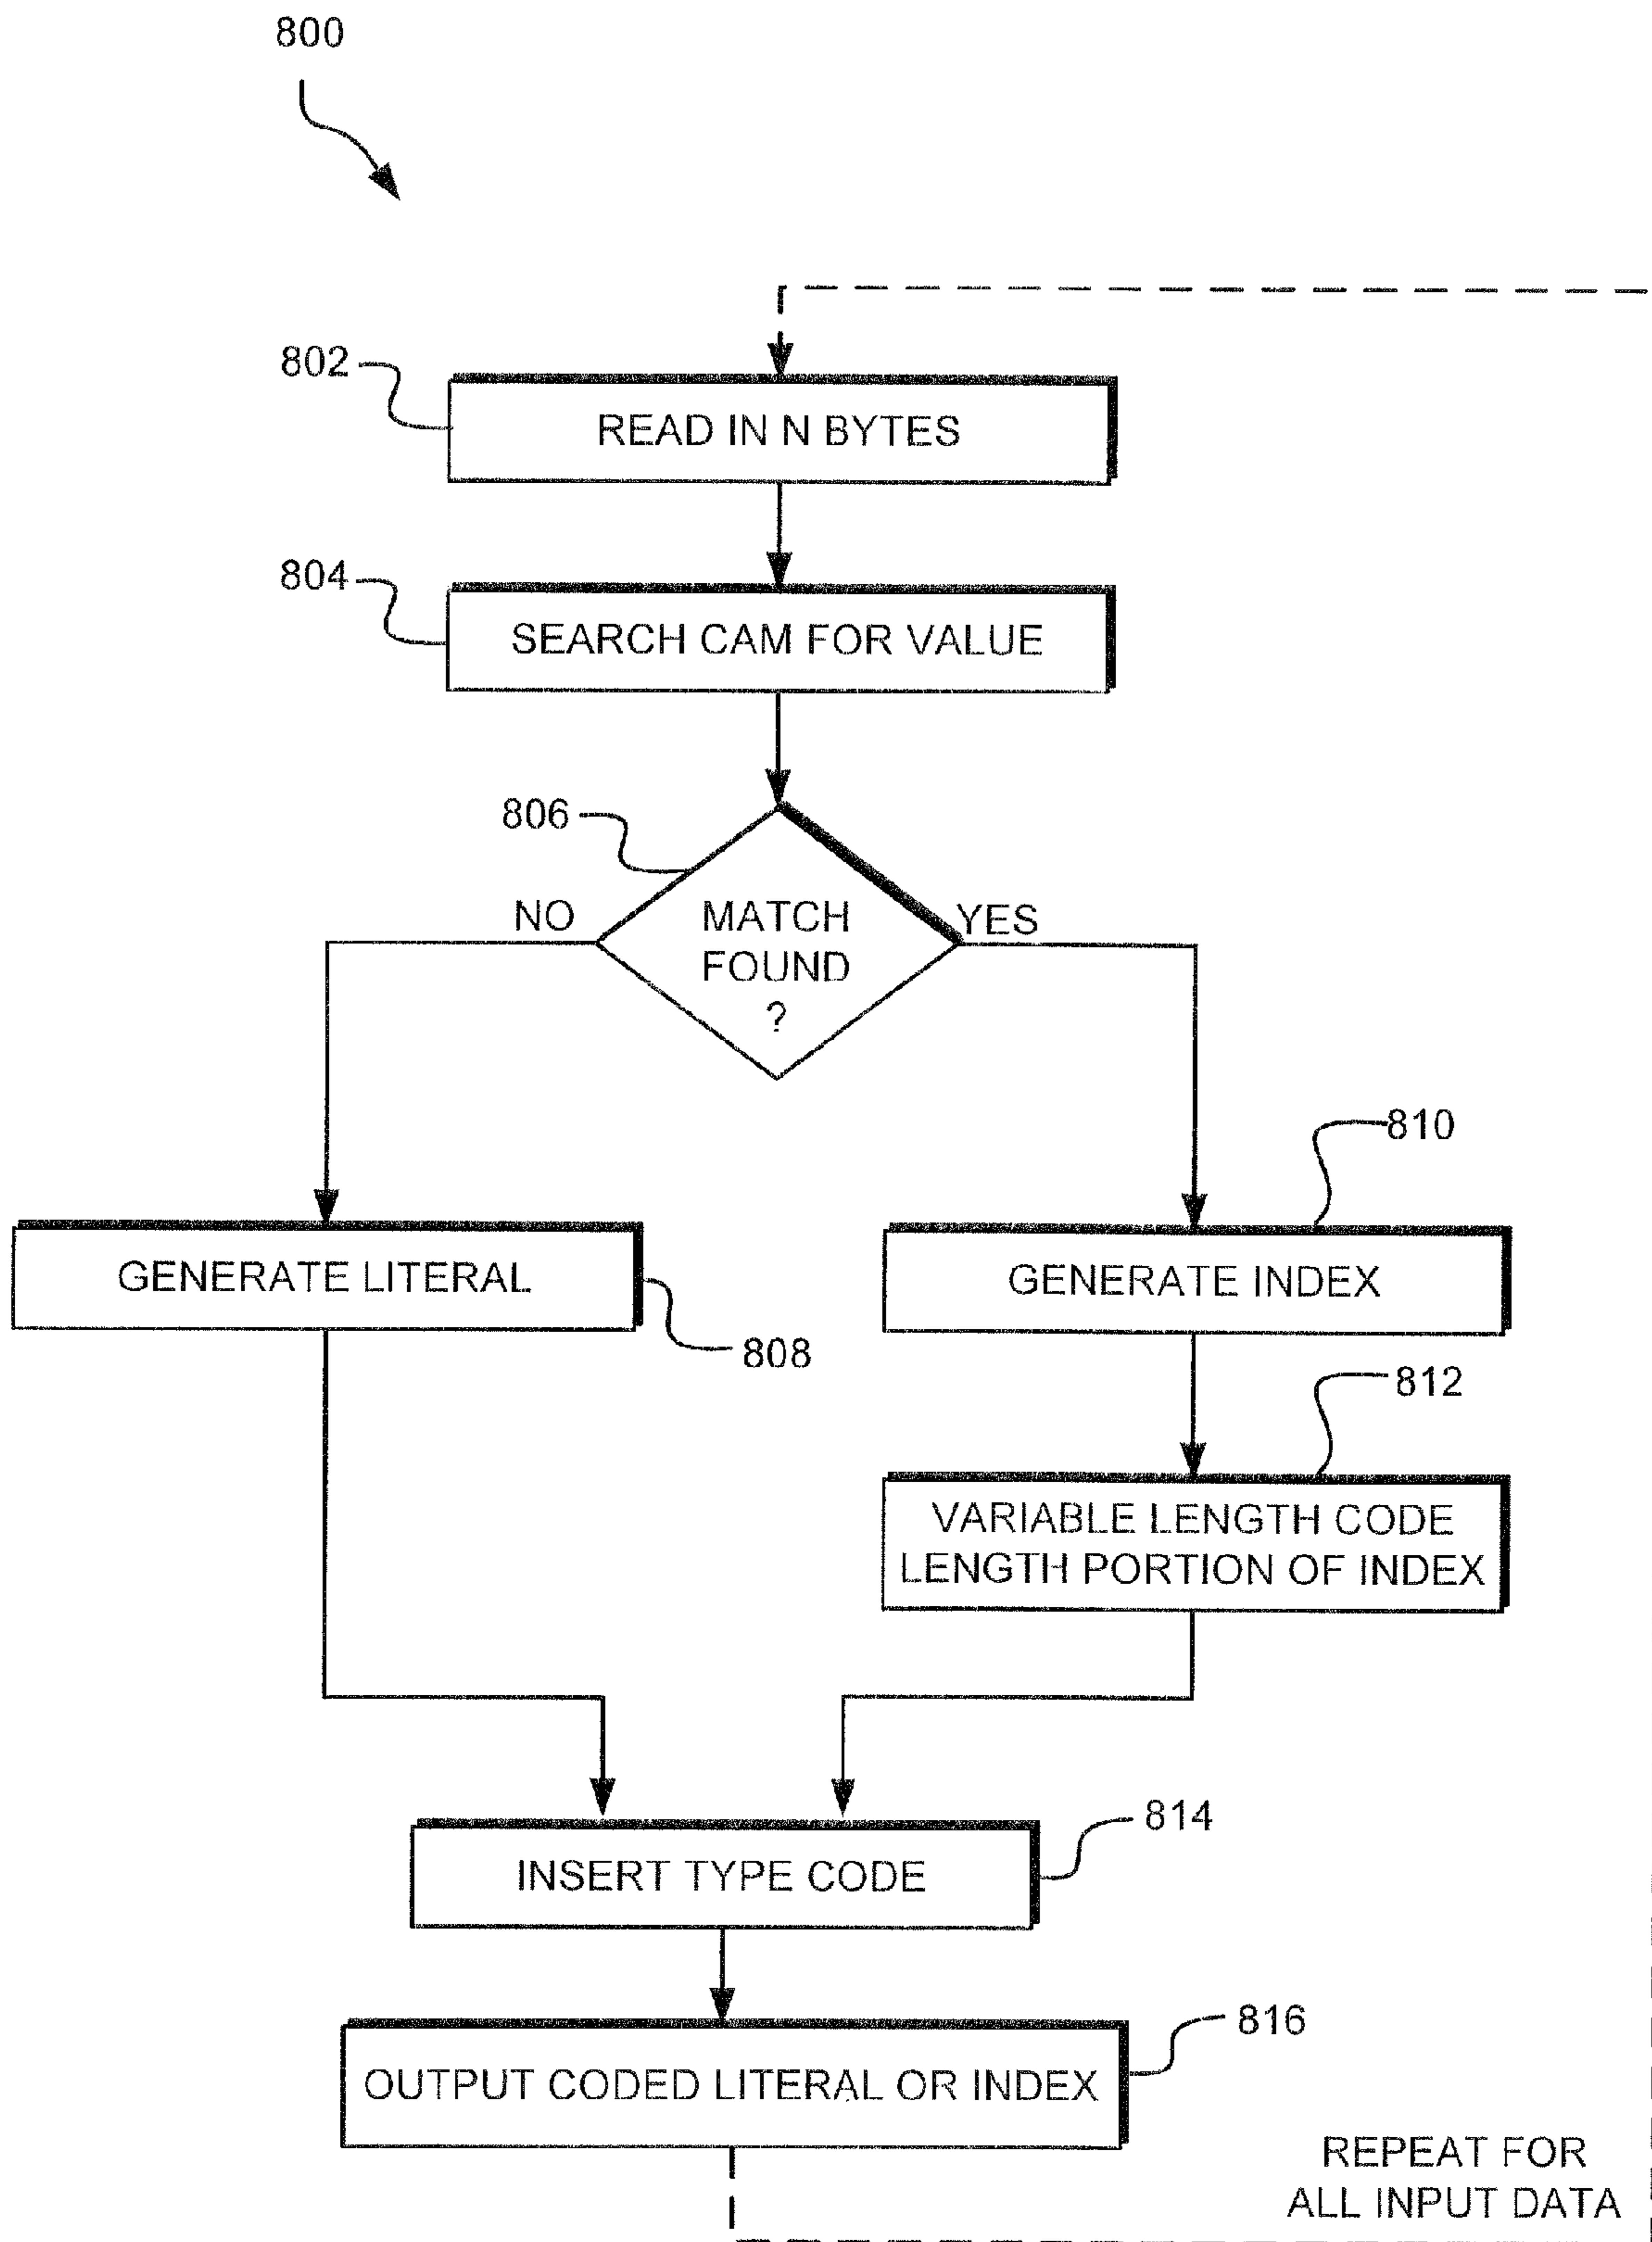 800
802
READ IN N BYTES
804
SEARCH CAM FOR VALUE
806
NO
MATCH
FOUND
?
YES
810
GENERATE LITERAL
GENERATE INDEX
808
812
VARIABLE LENGTH CODE
LENGTH PORTION OF INDEX
814
INSERT TYPE CODE
816
OUTPUT CODED LITERAL OR INDEX
REPEAT FOR
ALL INPUT DATA